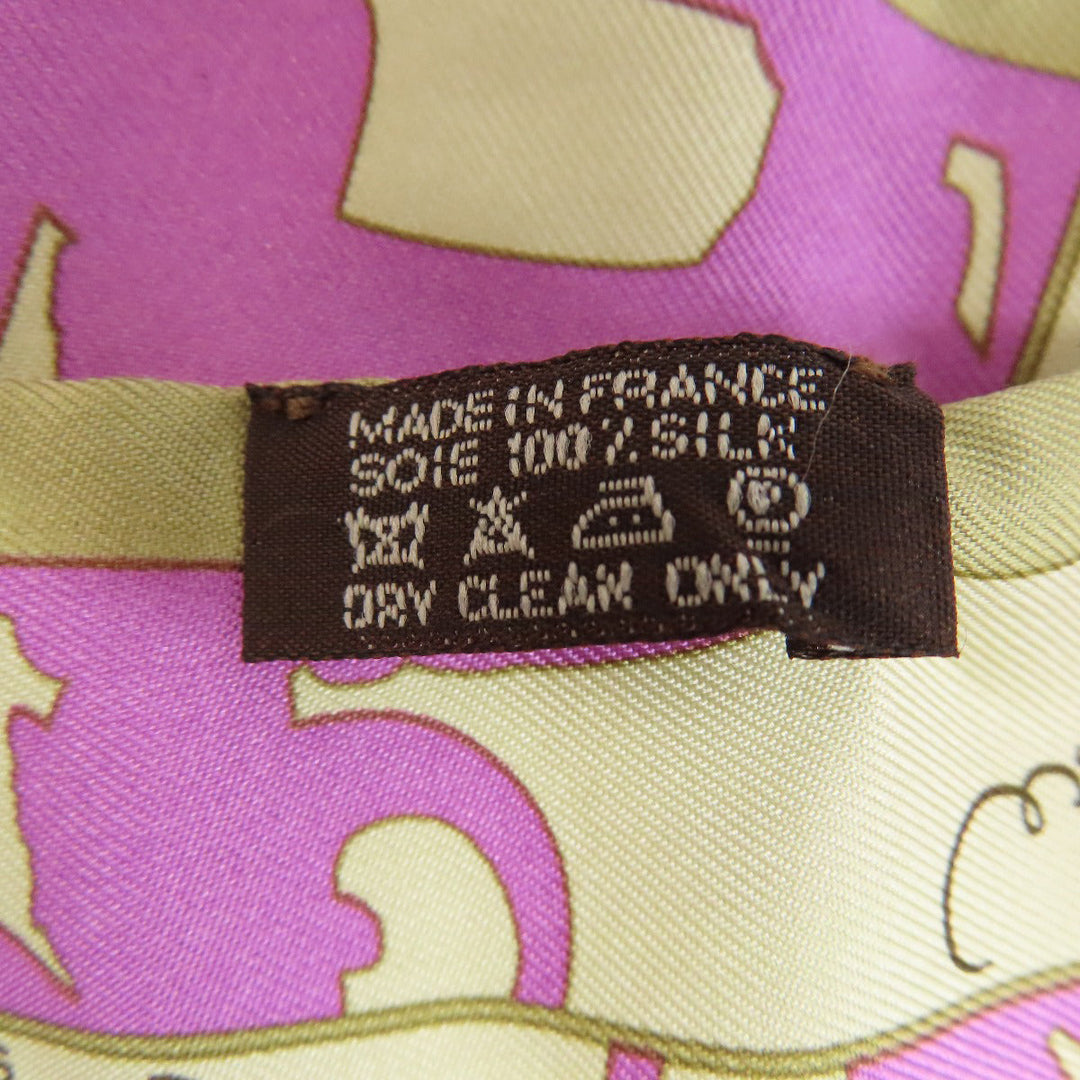 MADE IN FRANCE
SOIE 100% SILK
P
DRY CLEAN ONLY